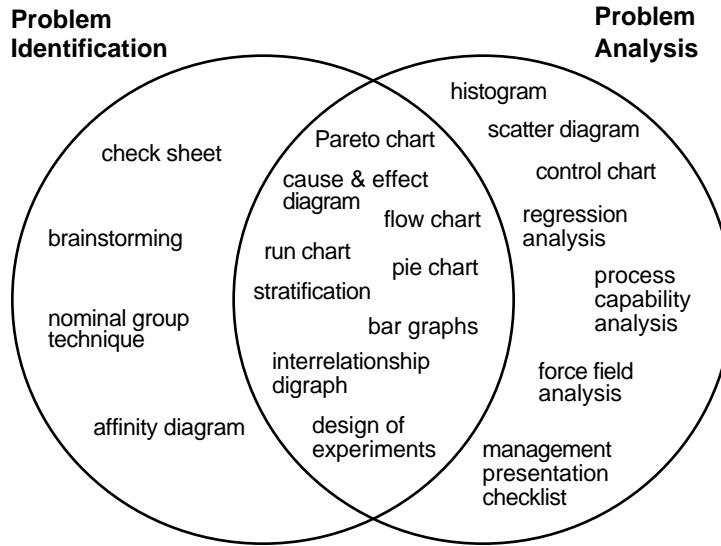 Problem
Identification
Problem
Analysis
check sheet
brainstorming
nominal group
technique
affinity diagram
Pareto chart
cause & effect
diagram
flow chart
run chart
pie chart
stratification
bar graphs
interrelationship
digraph
design of
experiments
histogram
scatter diagram
control chart
regression
analysis
process
capability
analysis
force field
analysis
management
presentation
checklist